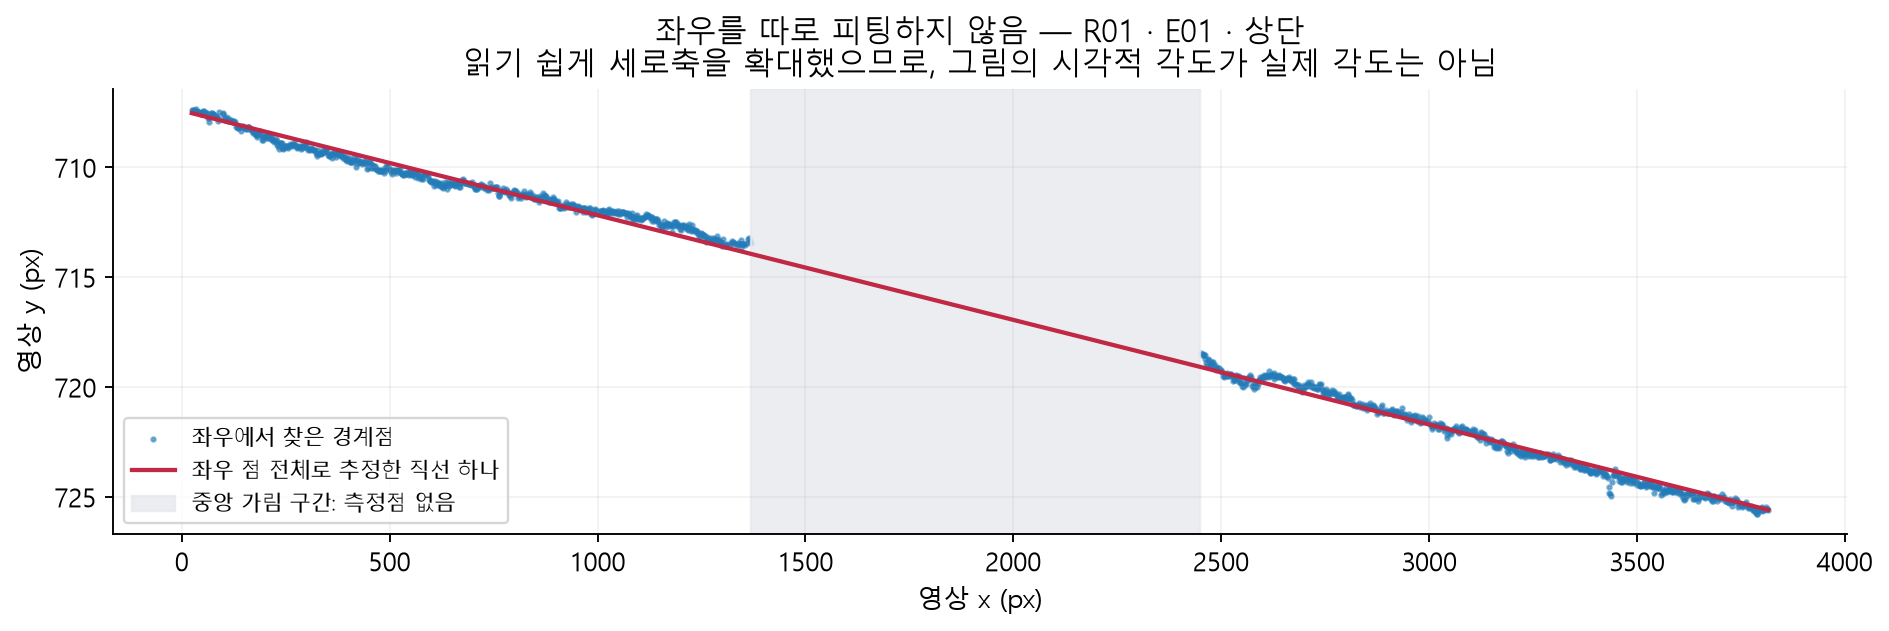 좌우를 따로 피팅하지 않음 — R01 · E01 · 상단
읽기 쉽게 세로축을 확대했으므로, 그림의 시각적 각도가 실제 각도는 아님
영상 y (px)
710
715
720
725
좌우에서 찾은 경계점
좌우 점 전체로 추정한 직선 하나
중앙 가림 구간: 측정점 없음
0 500 1000 1500 2000 2500 3000 3500 4000
영상 x (px)